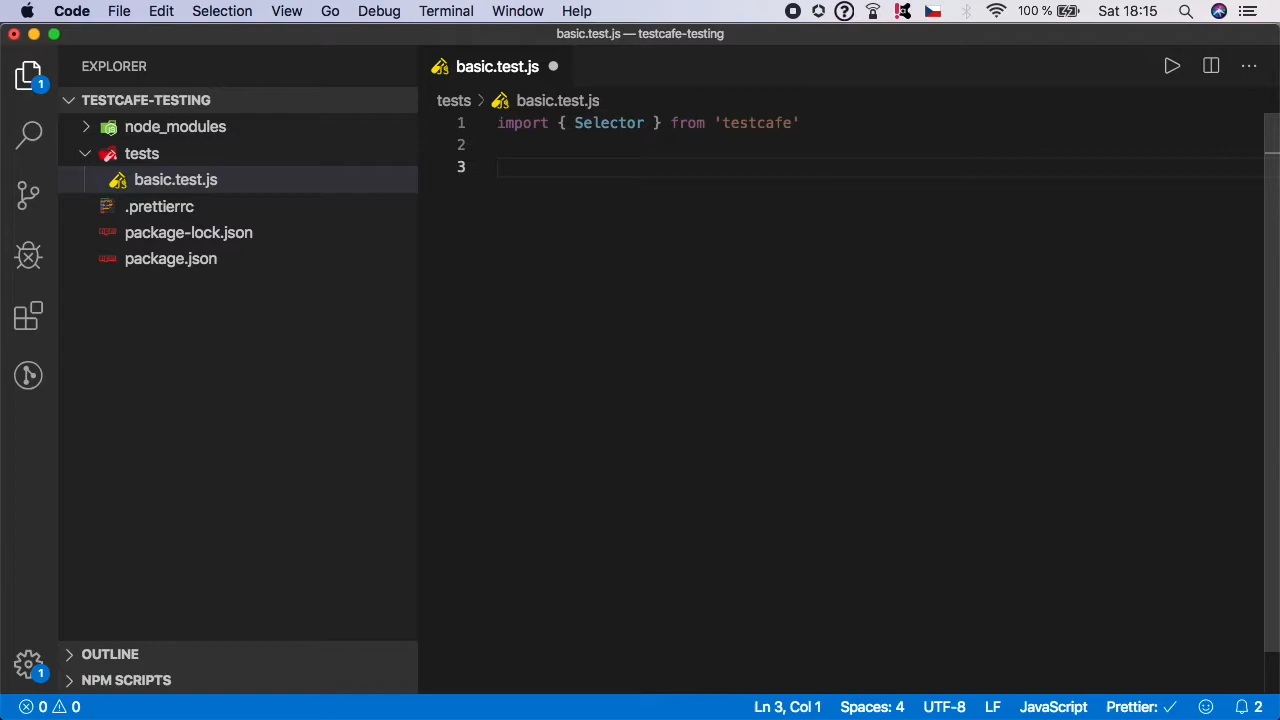 Code File Edit Selection View Go Debug Terminal Window Help 100 % Sat 18:15
basic.test.js — testcafe-testing
EXPLORER
basic.test.js
1
TESTCAFE-TESTING
tests basic.test.js
node_modules
1 import { Selector } from 'testcafe'
tests
2
basic.test.js
3
.prettierrc
package-lock.json
package.json
OUTLINE
NPM SCRIPTS
1
0 0 Ln 3, Col 1 Spaces: 4 UTF-8 LF JavaScript Prettier: ✓ 2